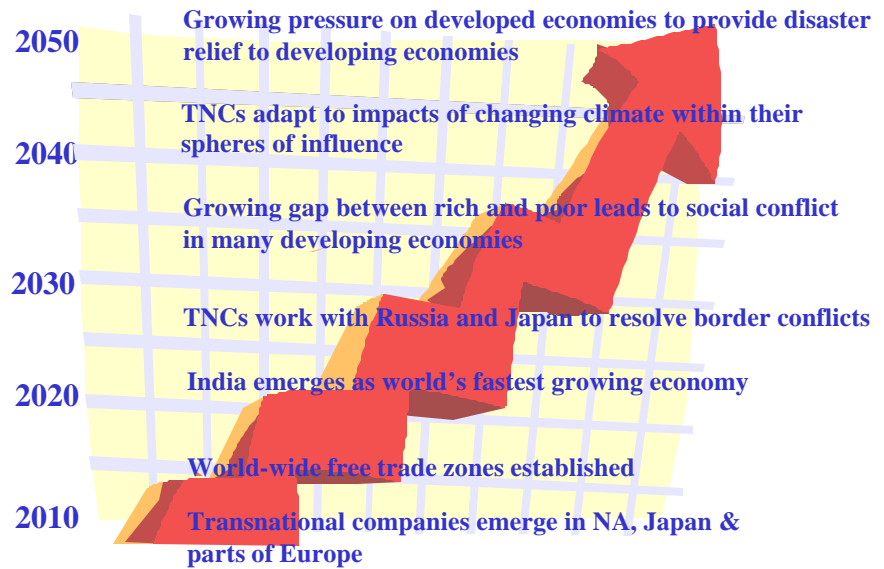 Growing pressure on developed economies to provide disaster
2050
relief to developing economies
TNCs adapt to impacts of changing climate within their
2040
spheres of influence
Growing gap between rich and poor leads to social conflict
in many developing economies
2030
TNCs work with Russia and Japan to resolve border conflicts
India emerges as world's fastest growing economy
2020
World-wide free trade zones established
2010
Transnational companies emerge in NA, Japan &
parts of Europe